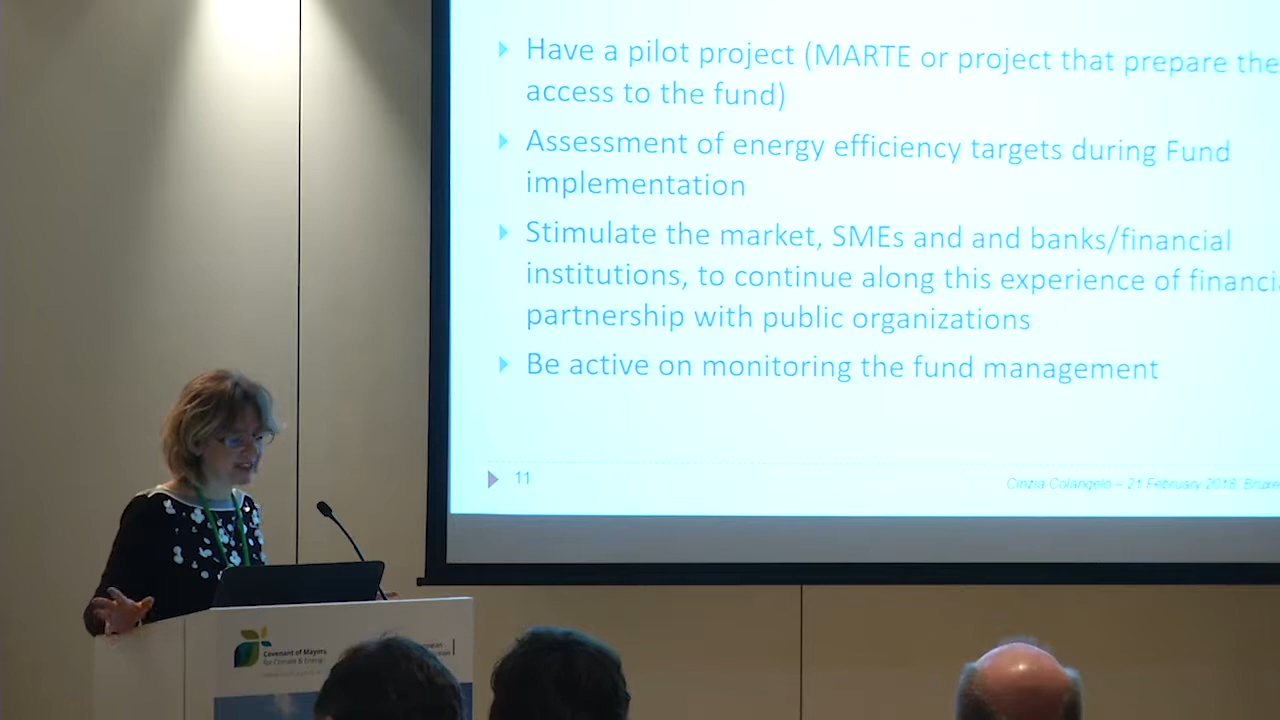 Have a pilot project (MARTE or project that prepare the
access to the fund)
Assessment of energy efficiency targets during Fund
implementation
Stimulate the market, SMEs and and banks/financial
institutions, to continue along this experience of financi
partnership with public organizations
Be active on monitoring the fund management
11
Cinzia Colangelo – 21 February 2018, Bruxe
Covenant of Mayors
for Climate & Energy